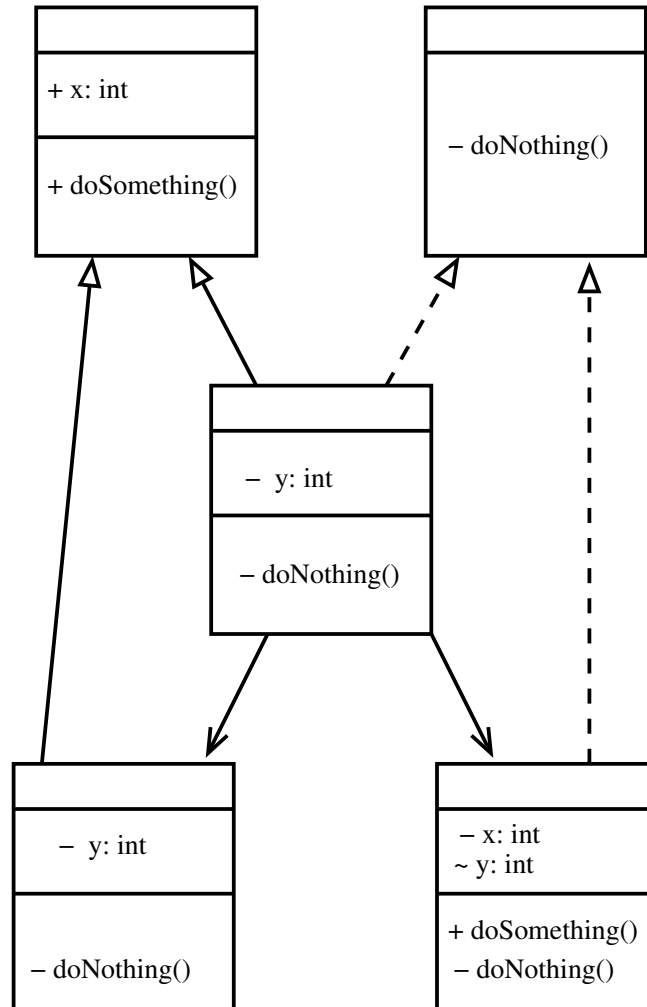 + x: int
+ doSomething()
− doNothing()
− y: int
− doNothing()
− y: int
− doNothing()
− x: int
~ y: int
+ doSomething()
− doNothing()